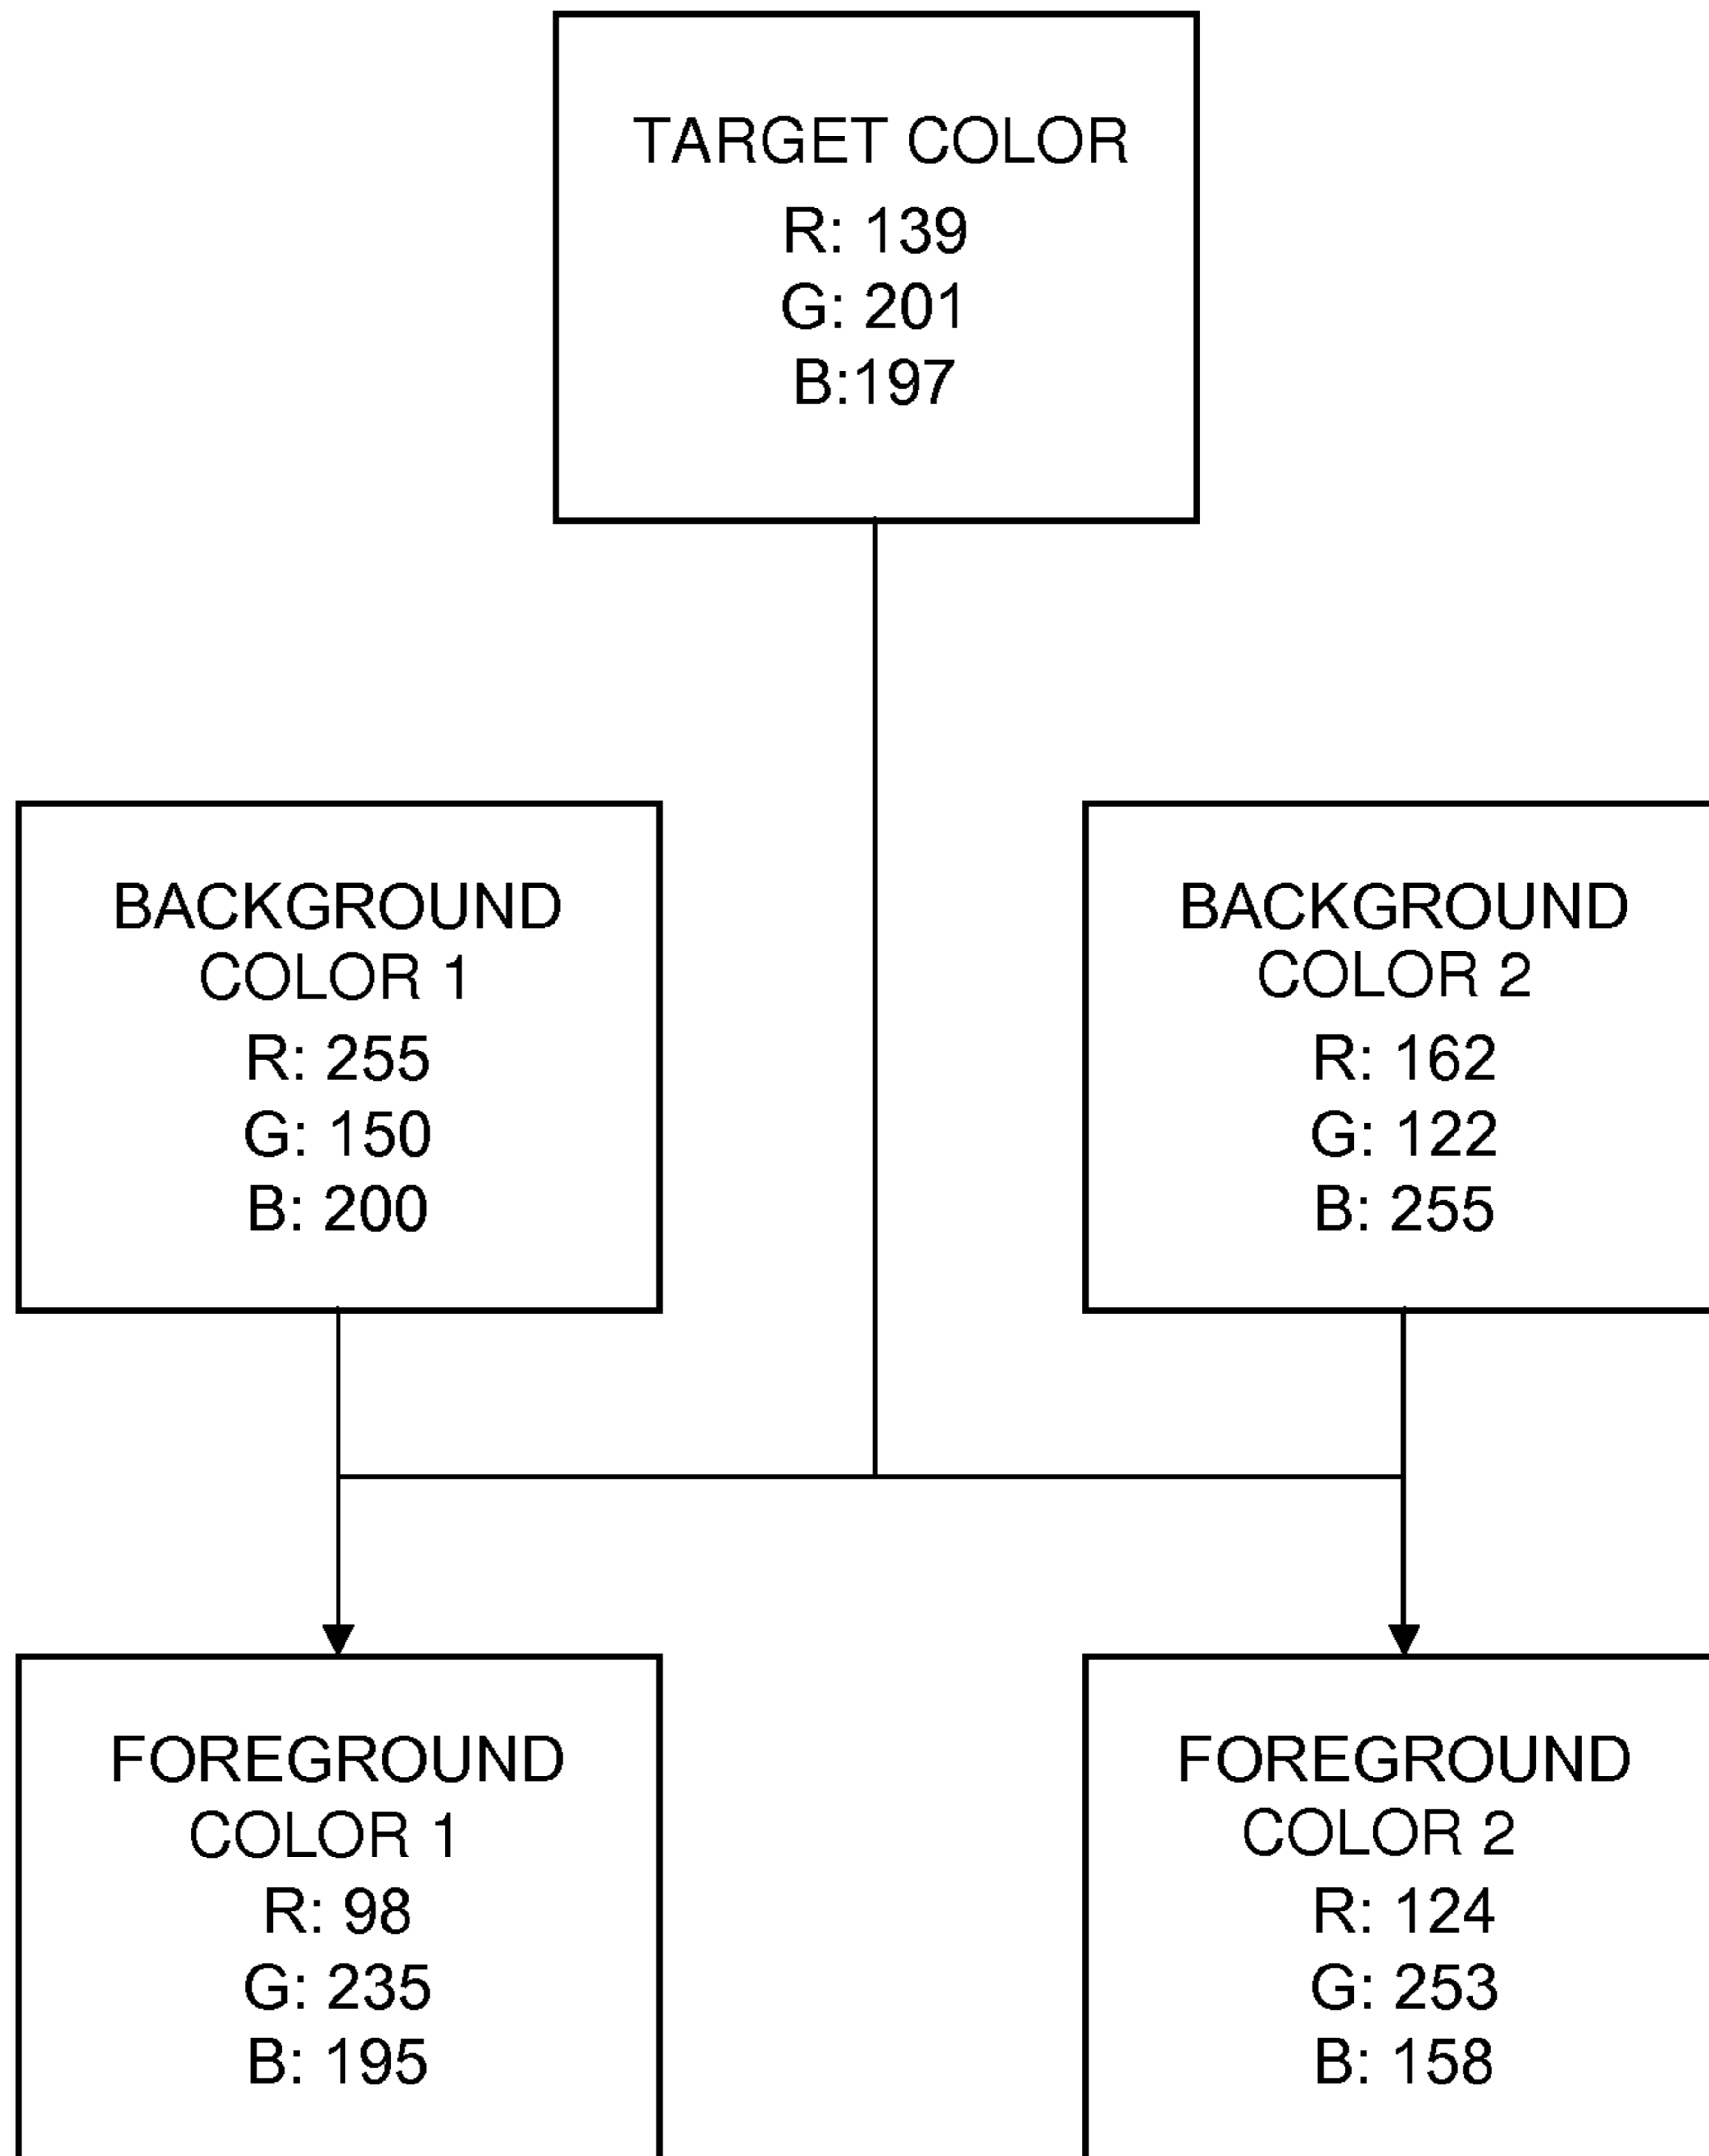 TARGET COLOR
R: 139
G: 201
B:197
BACKGROUND
COLOR 1
R: 255
G: 150
B: 200
BACKGROUND
COLOR 2
R: 162
G: 122
B: 255
FOREGROUND
COLOR 1
R: 98
G: 235
B: 195
FOREGROUND
COLOR 2
R: 124
G: 253
B: 158